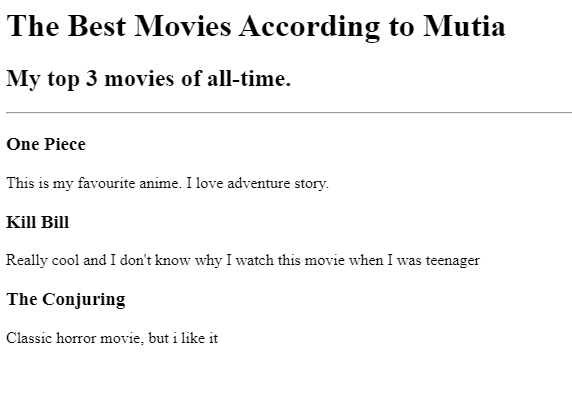 The Best Movies According to Mutia
My top 3 movies of all-time.
One Piece
This is my favourite anime. I love adventure story.
Kill Bill
Really cool and I don't know why I watch this movie when I was teenager
The Conjuring
Classic horror movie, but i like it